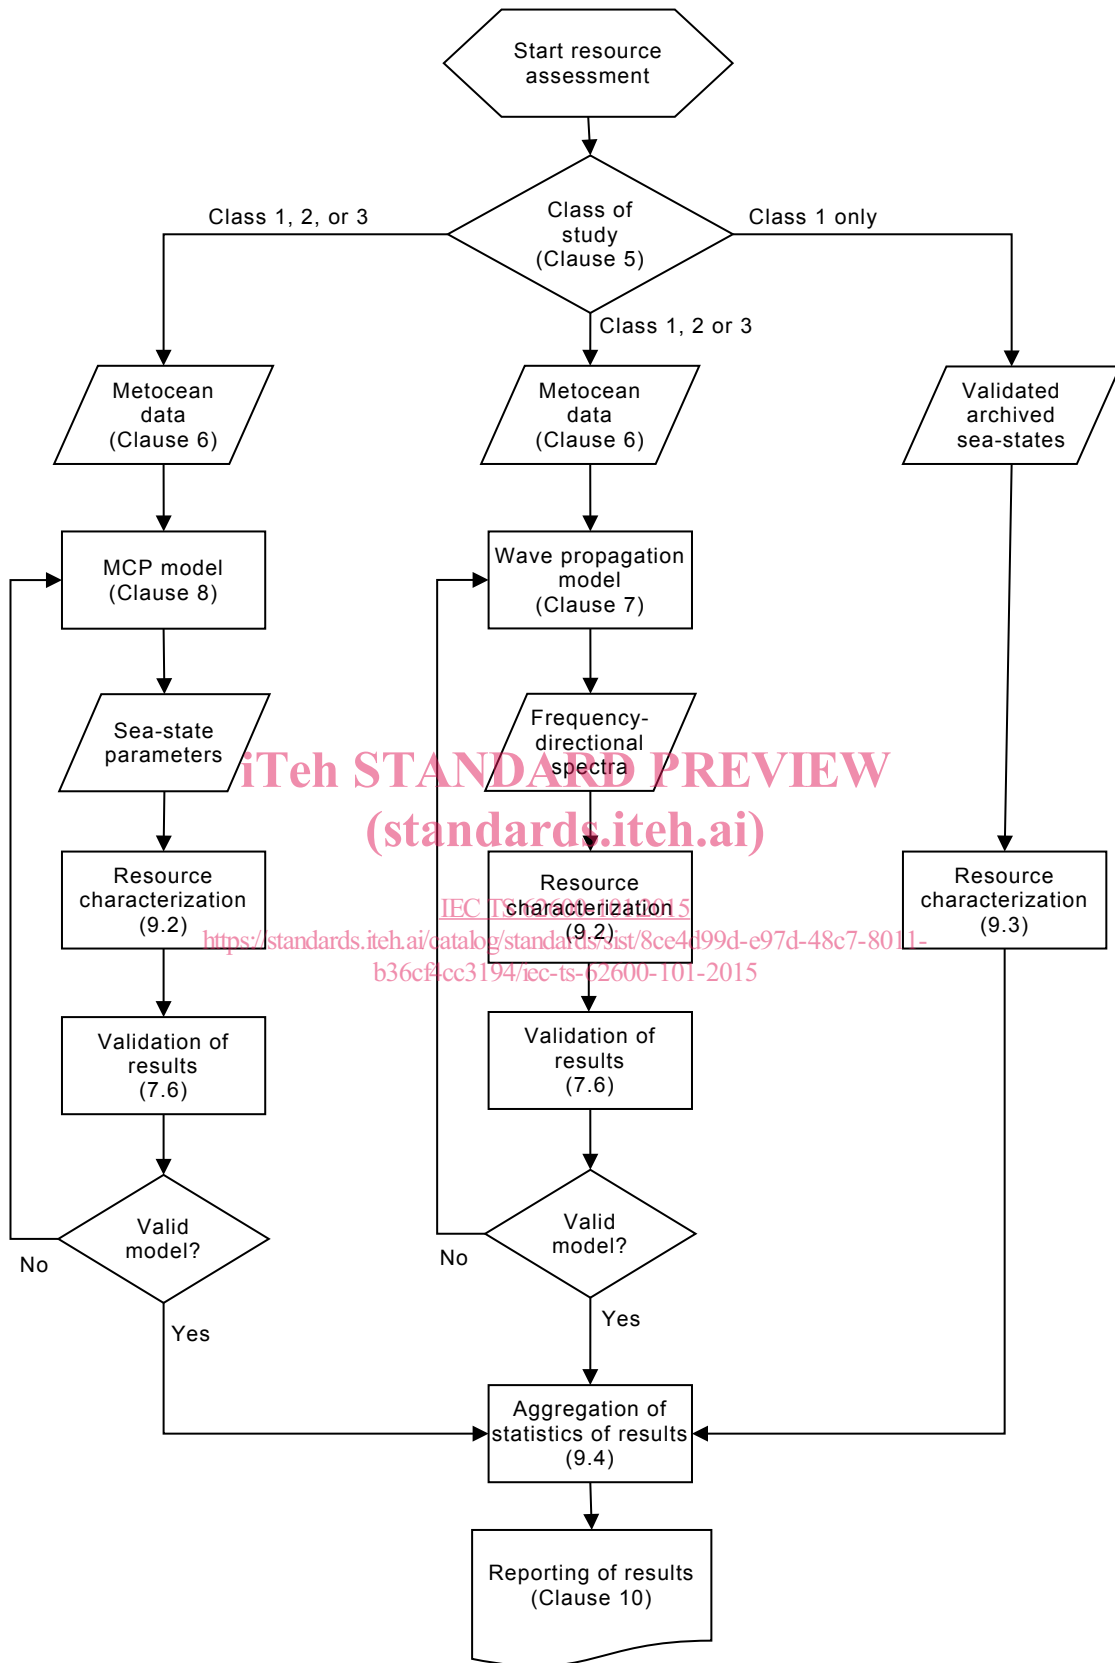 Start resource
assessment
Class of
study
(Clause 5)
Class 1, 2, or 3
Class 1 only
Class 1, 2 or 3
Metocean
data
(Clause 6)
Metocean
data
(Clause 6)
Validated
archived
sea-states
MCP model
(Clause 8)
Wave propagation
model
(Clause 7)
Sea-state
parameters
Frequency-
directional
spectra
iTeh STANDARD PREVIEW
(standards.iteh.ai)
Resource
characterization
(9.2)
Resource
characterization
(9.2)
Resource
characterization
(9.3)
IEC TS 62600-101:2015
https://standards.iteh.ai/catalog/standards/sist/8ce4d99d-e97d-48c7-8011-
b36cf4cc3194/iec-ts-62600-101-2015
Validation of
results
(7.6)
Validation of
results
(7.6)
Valid
model?
Valid
model?
No
No
Yes
Yes
Aggregation of
statistics of results
(9.4)
Reporting of results
(Clause 10)